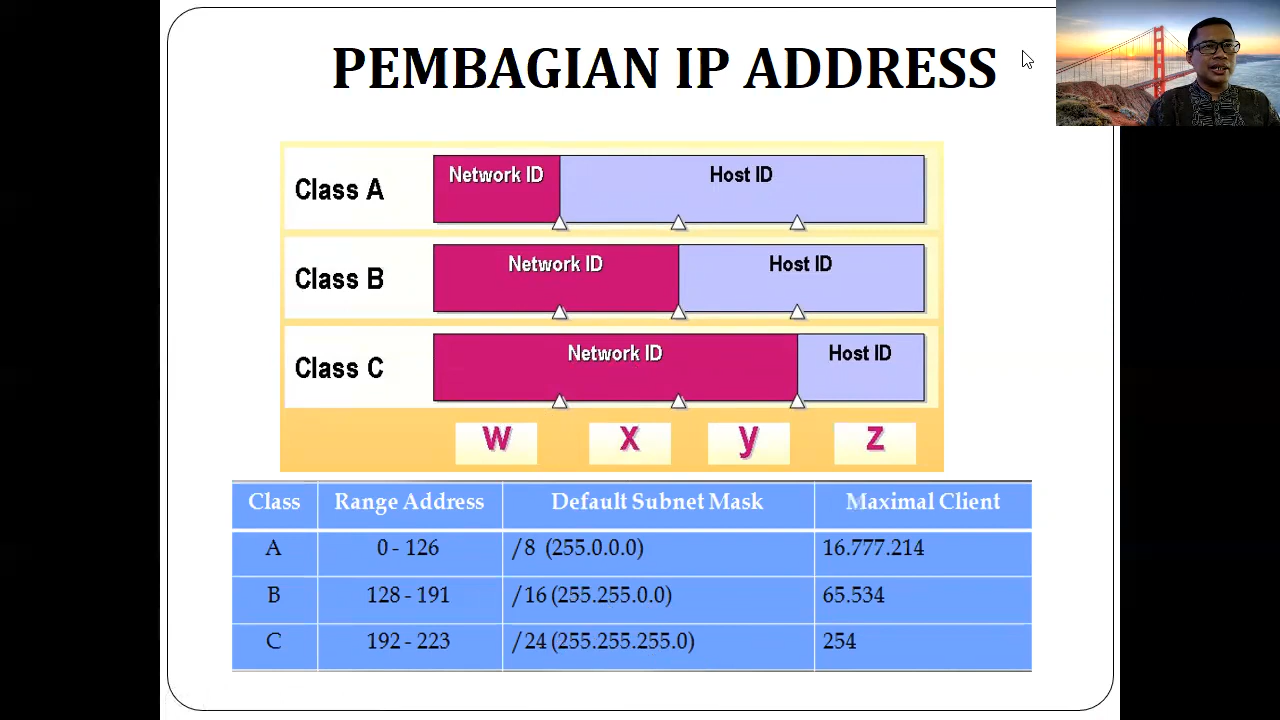 PEMBAGIAN IP ADDRESS
Class A
Network ID
Host ID
Class B
Network ID
Host ID
Class C
Network ID
Host ID
w x y z
Class Range Address Default Subnet Mask Maximal Client
A 0 - 126 /8 (255.0.0.0) 16.777.214
B 128 - 191 /16 (255.255.0.0) 65.534
C 192 - 223 /24 (255.255.255.0) 254